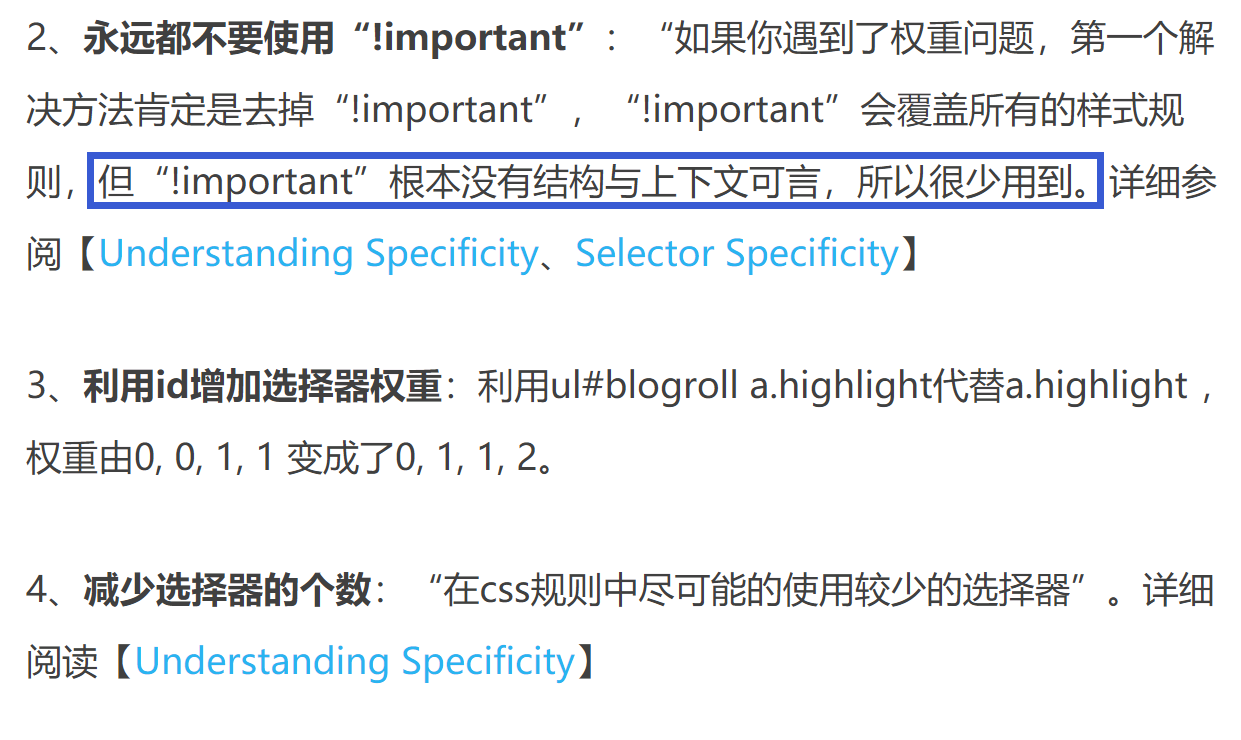 2、永远都不要使用“!important”：“如果你遇到了权重问题，第一个解
决方法肯定是去掉“!important”，“!important”会覆盖所有的样式规
则，但“!important”根本没有结构与上下文可言，所以很少用到。详细参
阅【Understanding Specificity、Selector Specificity】
3、利用id增加选择器权重：利用ul#blogroll a.highlight代替a.highlight，
权重由0, 0, 1, 1 变成了0, 1, 1, 2。
4、减少选择器的个数：“在css规则中尽可能的使用较少的选择器”。详细
阅读【Understanding Specificity】